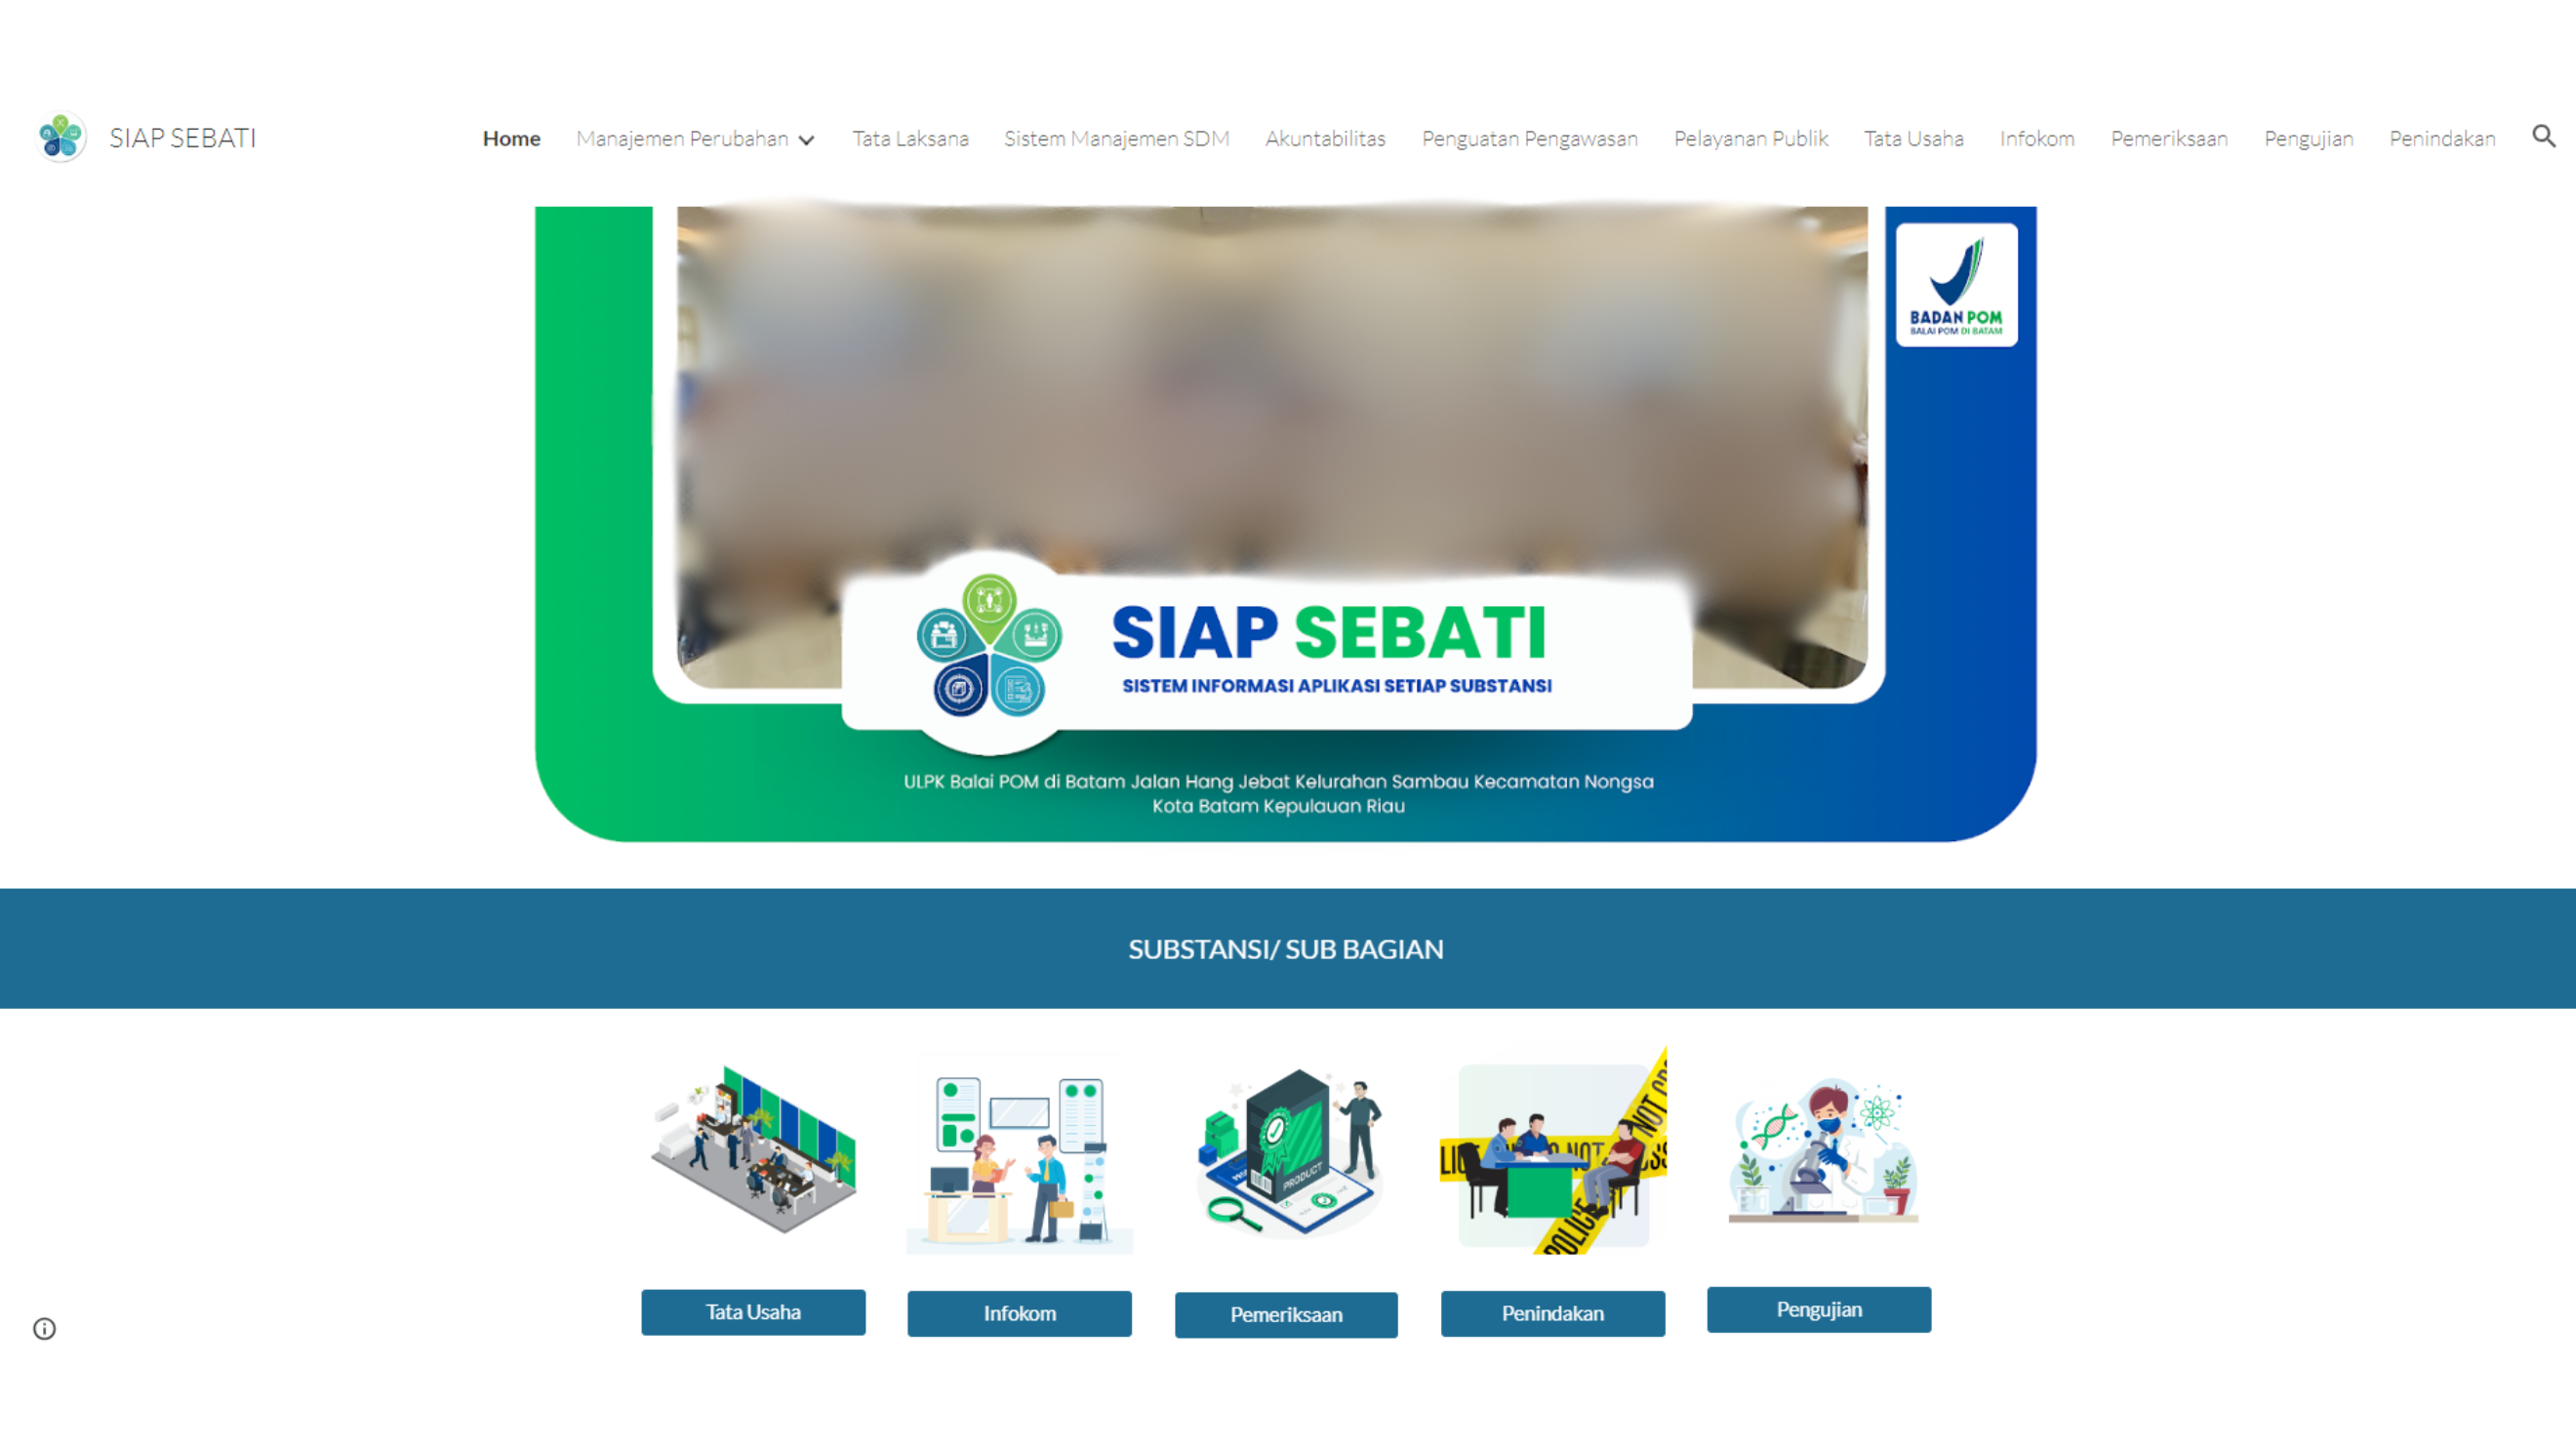 SIAP SEBATI
Home Manajemen Perubahan Tata Laksana Sistem Manajemen SDM Akuntabilitas Penguatan Pengawasan Pelayanan Publik Tata Usaha Infokom Pemeriksaan Pengujian Penindakan
BADAN POM
BALAI POM DI BATAM
SIAP SEBATI
SISTEM INFORMASI APLIKASI SETIAP SUBSTANSI
ULPK Balai POM di Batam Jalan Hang Jebat Kelurahan Sambau Kecamatan Nongsa
Kota Batam Kepulauan Riau
SUBSTANSI/ SUB BAGIAN
PRODUCT
NOT
NOT
POLICE
Tata Usaha
Infokom
Pemeriksaan
Penindakan
Pengujian